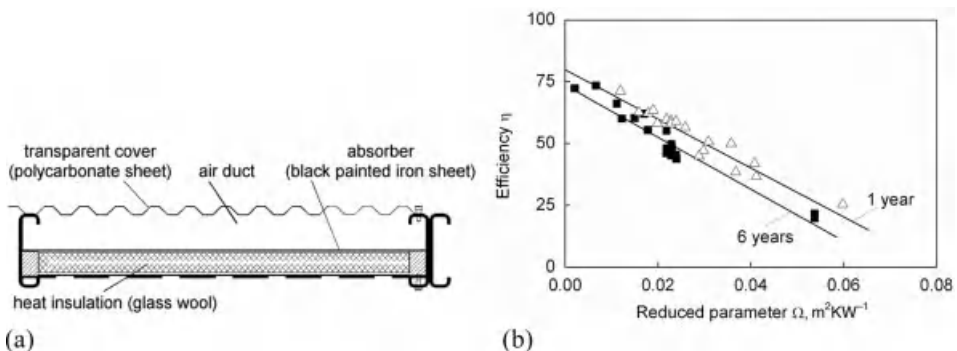 transparent cover
(polycarbonate sheet)
air duct
absorber
(black painted iron sheet)
heat insulation (glass wool)
(a)
100
75
50
25
0
Efficiency η
1 year
6 years
0.00
0.02
0.04
0.06
0.08
Reduced parameter Ω, m²KW⁻¹
(b)